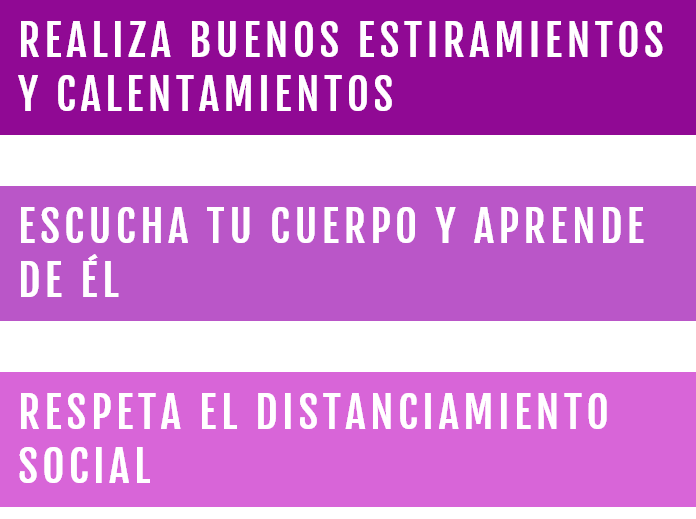 REALIZA BUENOS ESTIRAMIENTOS
Y CALENTAMIENTOS
ESCUCHA TU CUERPO Y APRENDE
DE ÉL
RESPETA EL DISTANCIAMIENTO
SOCIAL